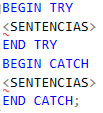 BEGIN TRY
<SENTENCIAS>
END TRY
BEGIN CATCH
<SENTENCIAS>
END CATCH;